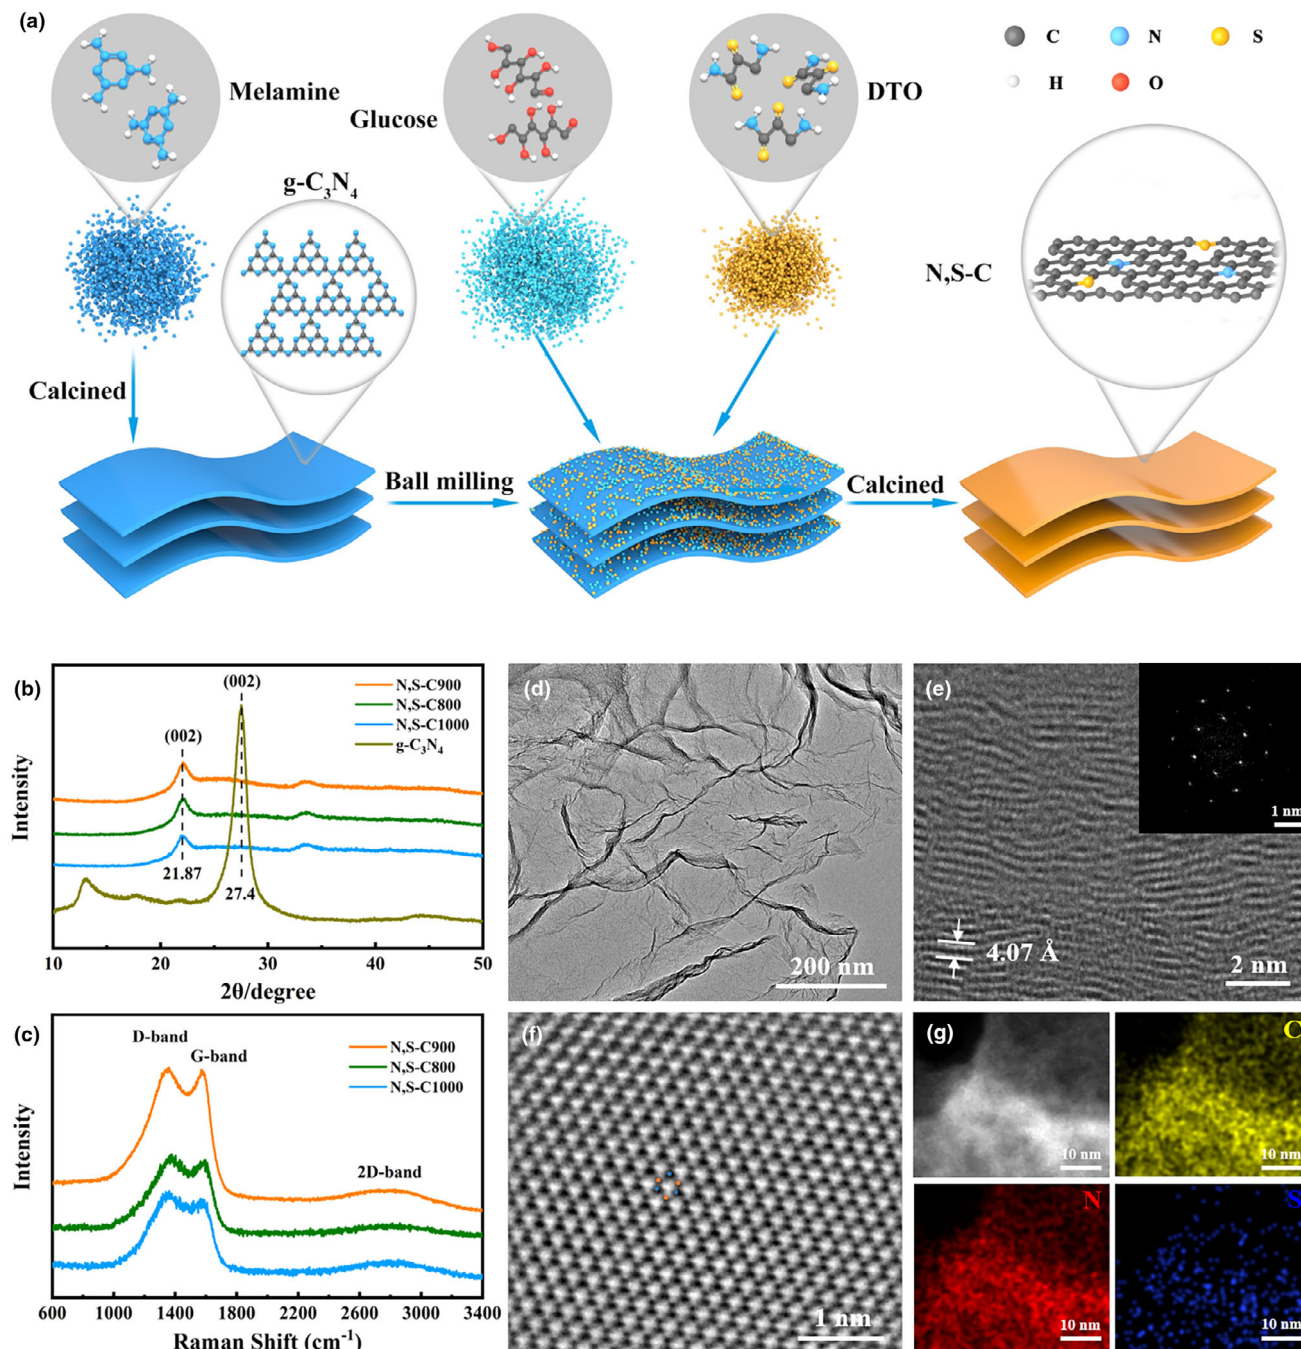 (a)
Melamine
Glucose
DTO
C
N
S
H
O
g-C₃N₄
N,S-C
Calcined
Ball milling
Calcined
(b)
(002)
(002)
N,S-C900
N,S-C800
N,S-C1000
g-C₃N₄
21.87
27.4
Intensity
10 20 30 40 50
2θ/degree
(c)
D-band
G-band
2D-band
N,S-C900
N,S-C800
N,S-C1000
Intensity
600 1000 1400 1800 2200 2600 3000 3400
Raman Shift (cm⁻¹)
(d)
200 nm
(e)
1 nm
4.07 Å
2 nm
(f)
1 nm
(g)
10 nm
C
10 nm
N
10 nm
S
10 nm